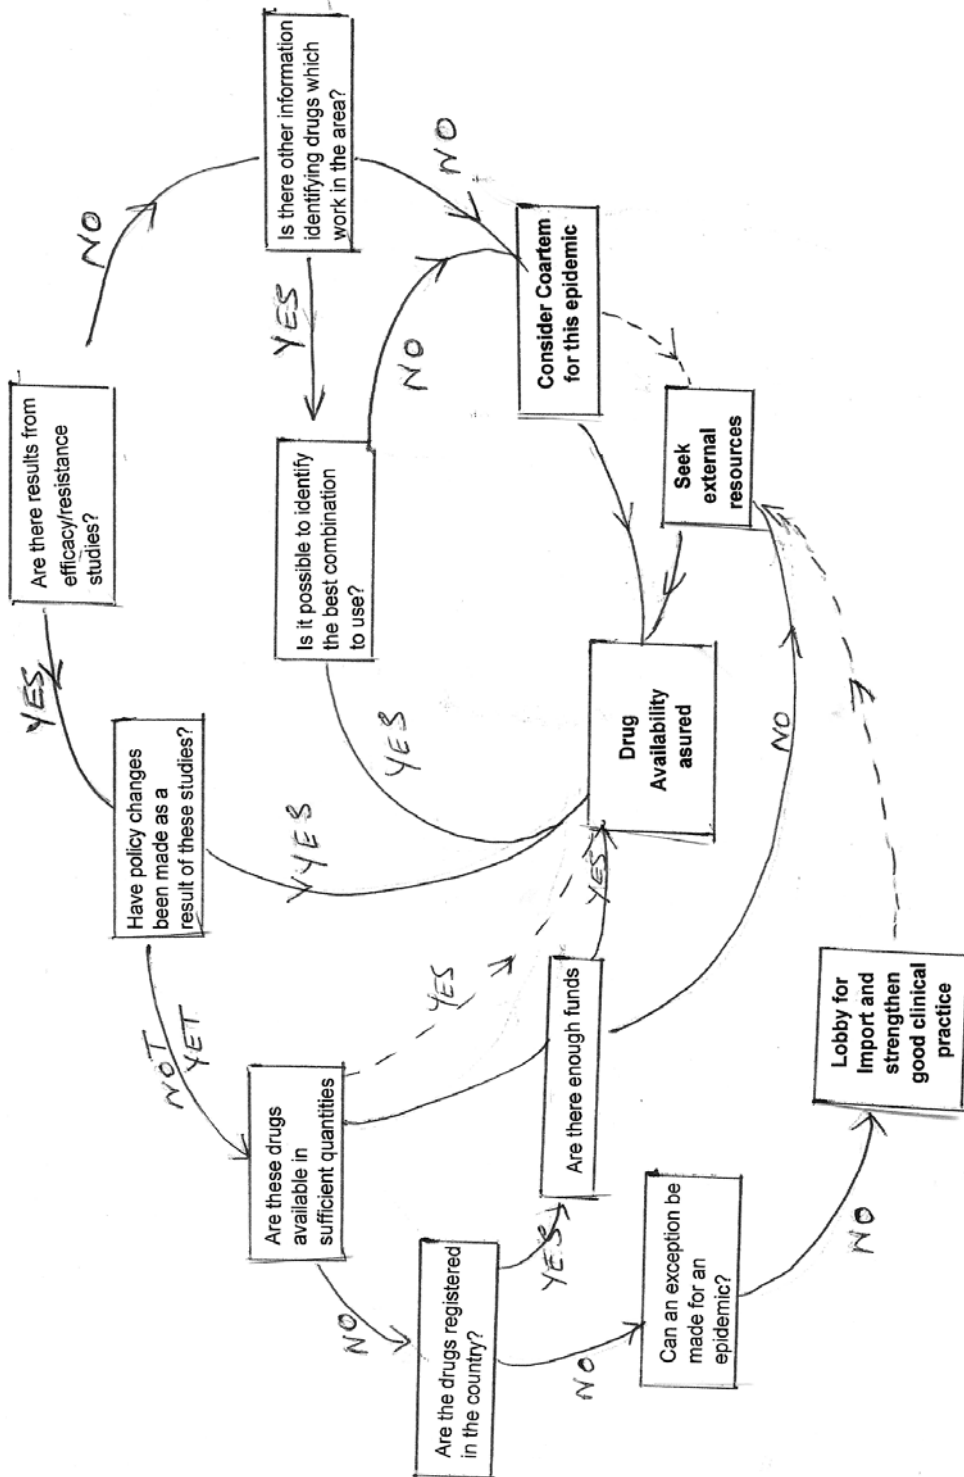 Are there results from
efficacy/resistance
studies?
YES
NO
Have policy changes
been made as a
result of these studies?
Is there other information
identifying drugs which
work in the area?
NOT
YET
YES
YES
NO
Are these drugs
available in
sufficient quantities
Is it possible to identify
the best combination
to use?
NO
YES
YES
NO
Are the drugs registered
in the country?
Consider Coartem
for this epidemic
YES
NO
Are there enough funds
YES
NO
Drug
Availability
asured
Seek
external
resources
Can an exception be
made for an
epidemic?
NO
Lobby for
Import and
strengthen
good clinical
practice